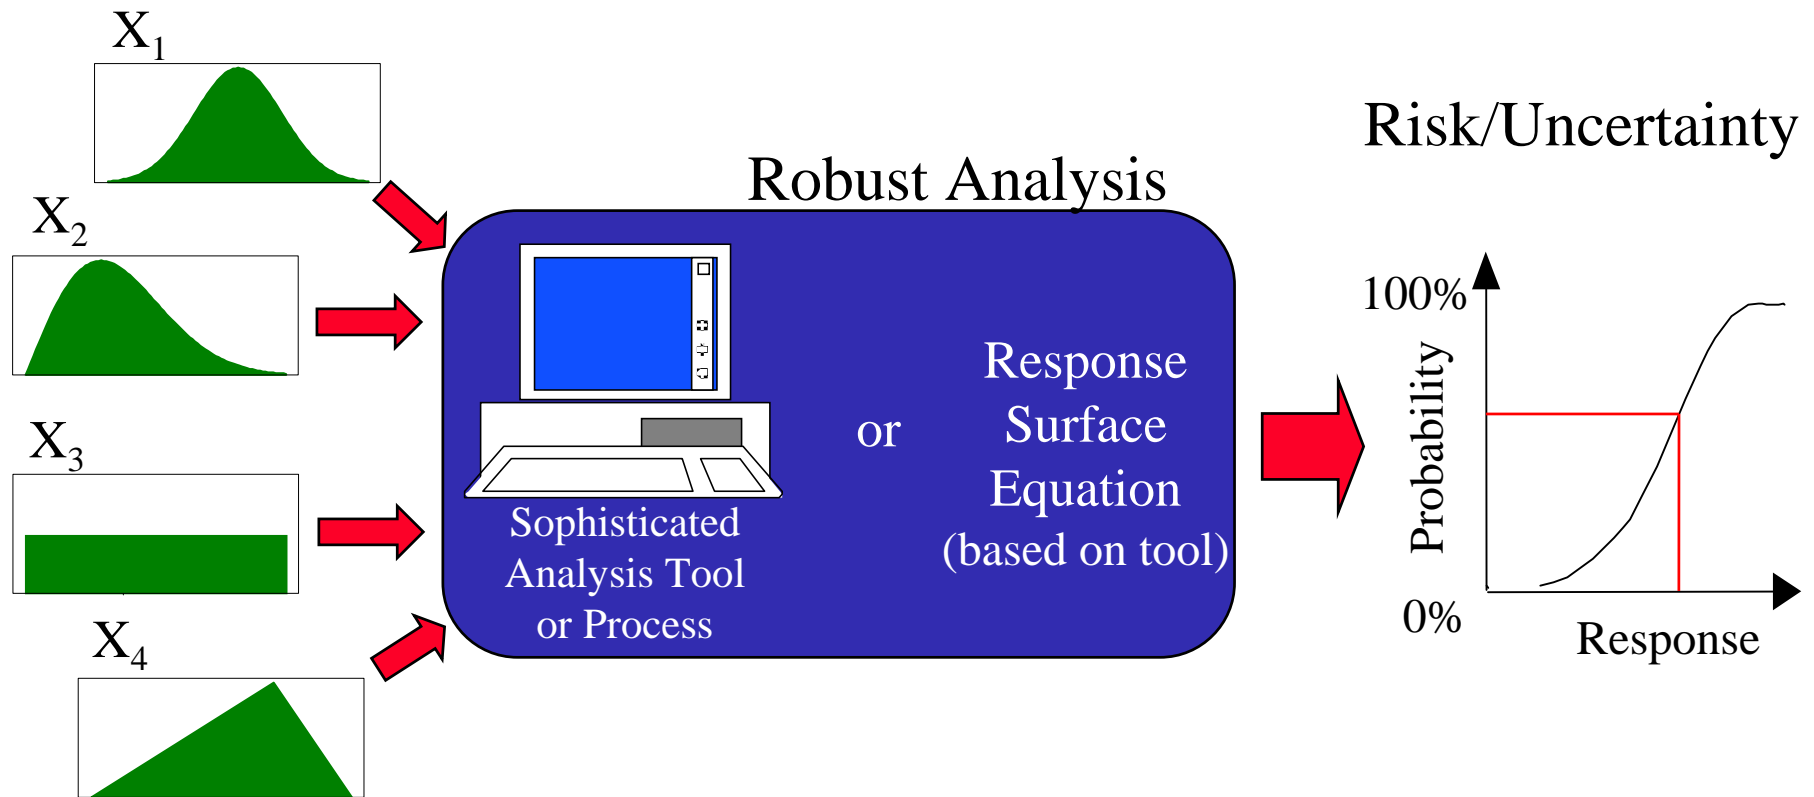 X₁
X₂
X₃
X₄
Robust Analysis
Sophisticated
Analysis Tool
or Process
or
Response
Surface
Equation
(based on tool)
Risk/Uncertainty
100%
Probability
0%
Response